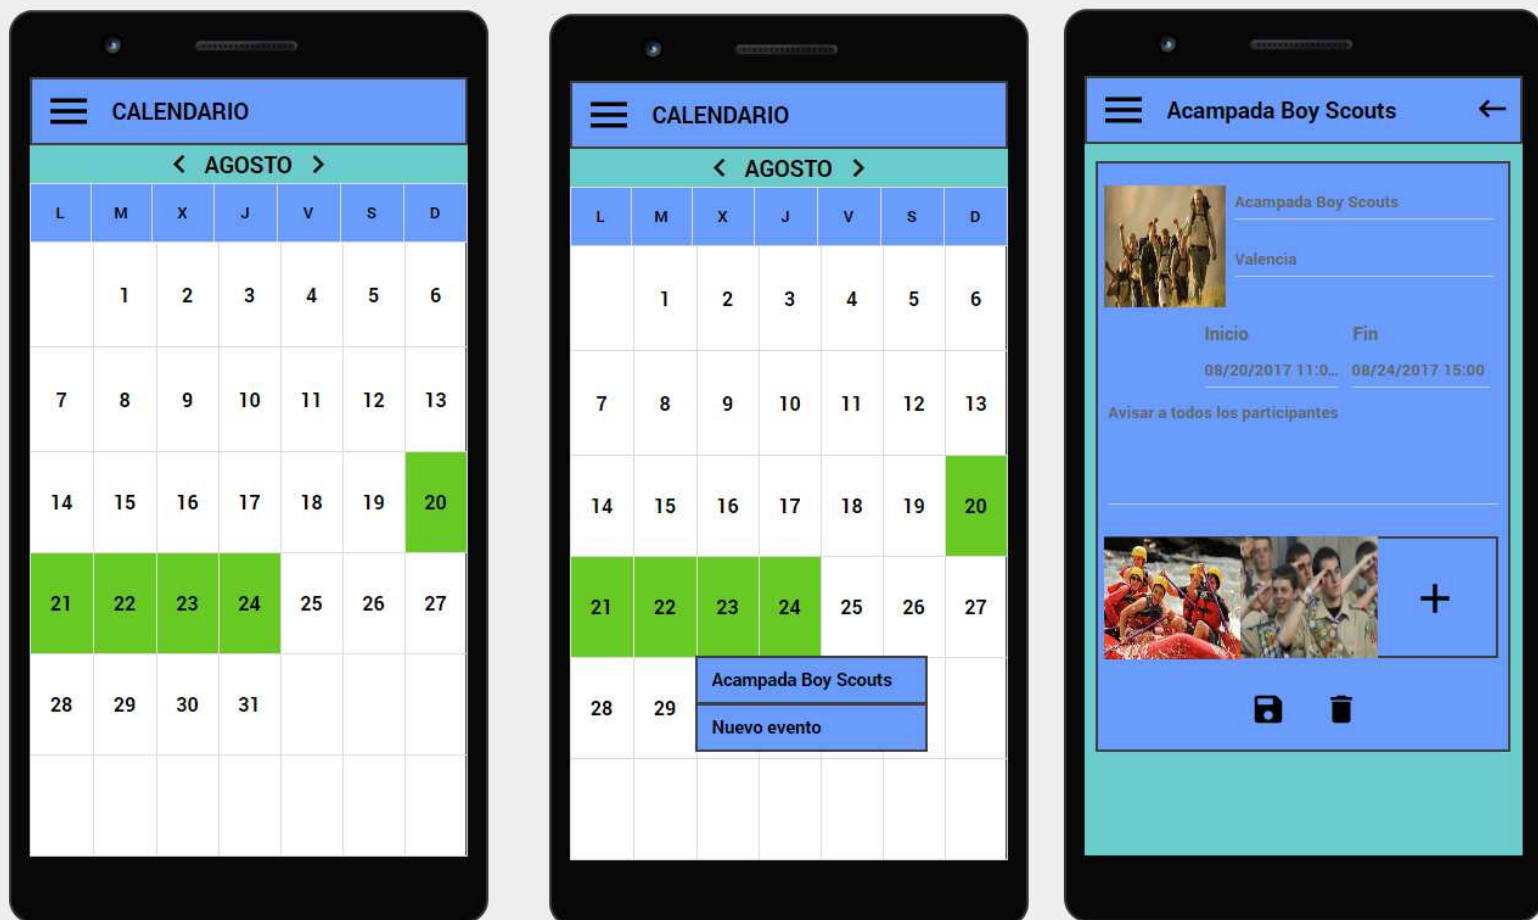 CALENDARIO
< AGOSTO >
L M X J V S D
1 2 3 4 5 6
7 8 9 10 11 12 13
14 15 16 17 18 19 20
21 22 23 24 25 26 27
28 29 30 31
CALENDARIO
< AGOSTO >
L M X J V S D
1 2 3 4 5 6
7 8 9 10 11 12 13
14 15 16 17 18 19 20
21 22 23 24 25 26 27
28 29
Acampada Boy Scouts
Nuevo evento
Acampada Boy Scouts
Acampada Boy Scouts
Valencia
Inicio Fin
08/20/2017 11:0... 08/24/2017 15:00
Avisar a todos los participantes